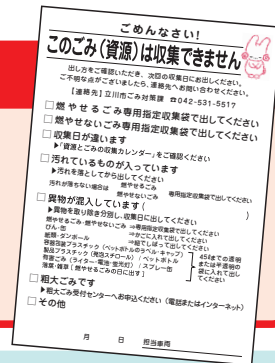 ごめんなさい!
このごみ(資源)は収集できません
出し方をご確認いただき、次回の収集日にお出しください。
ご不明な点がございましたら、連絡先へお問い合わせください。
【連絡先】立川市ごみ対策課 ☎042-531-5517
□燃やせるごみ専用指定収集袋で出してください
□燃やせないごみ専用指定収集袋で出してください
□収集日が違います
▶「資源とごみの収集カレンダー」をご確認ください
□汚れているものが入っています
▶汚れを落としてから出してください
汚れが落ちない場合は 燃やせるごみ 燃やせないごみ 専用指定収集袋で出してください
□異物が混入しています( )
▶異物を取り除き分別し、収集日に出してください
燃やせるごみ・燃やせないごみ ⇒専用指定収集袋で出してください
びん・缶 ⇒かごに入れて出してください
紙類・ダンボール ⇒紐でしばって出してください
容器包装プラスチック(ペットボトルのラベル・キャップ)
製品プラスチック(発泡スチロール)/ペットボトル
有害ごみ(ライター・電池・蛍光灯)/スプレー缶
落葉・雑草[燃やせるごみの日に出す]
45ℓまでの透明
または半透明の
袋に入れて出し
てください
□粗大ごみです
▶粗大ごみ受付センターへお申込みください(電話またはインターネット)
□その他
月 日 担当車両